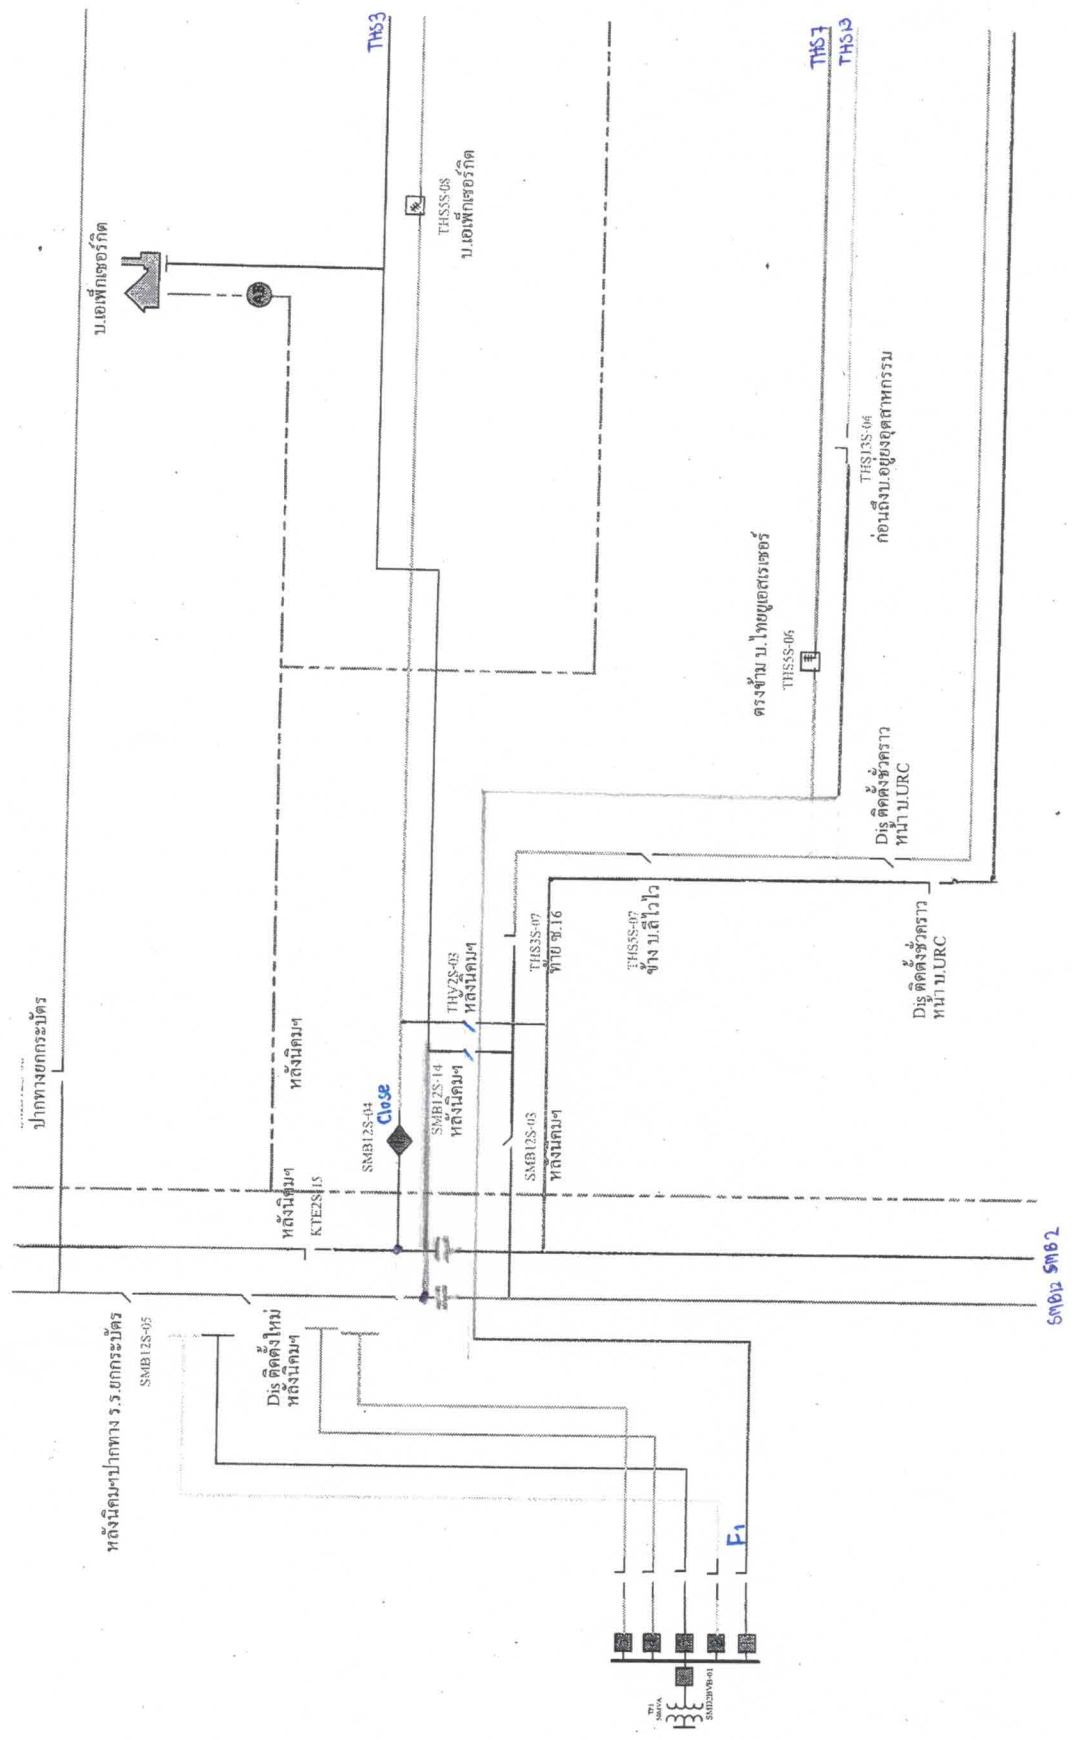 THS3
THS7
THS13
บ.เอเพ็กเซอร์กิต
THS5S-08
บ.เอเพ็กเซอร์กิต
AB
THS13S-04
ก่อนถึงบ.อยู่ยงอุตสาหกรรม
ตรงข้าม บ.ไทยยูเอสเรเซอร์
THS5S-06
Dis ติดตั้งชั่วคราว
หน้า บ.URC
Dis ติดตั้งชั่วคราว
หน้า บ.URC
THS5S-07
ข้าง บ.ลีไวไว
THS3S-07
ท้าย ซ.16
THV2S-03
หลังนิคมฯ
ปากทางยกกระบัตร
หลังนิคมฯ
SMB12S-04
Close
SMB12S-14
หลังนิคมฯ
SMB12S-03
หลังนิคมฯ
หลังนิคมฯ
KTE2S-15
SMB12 SMB2
หลังนิคมฯปากทาง ร.ร.ยกกระบัตร
SMB12S-05
Dis ติดตั้งใหม่
หลังนิคมฯ
F1
TP1
50MVA
SMD2BVB-01